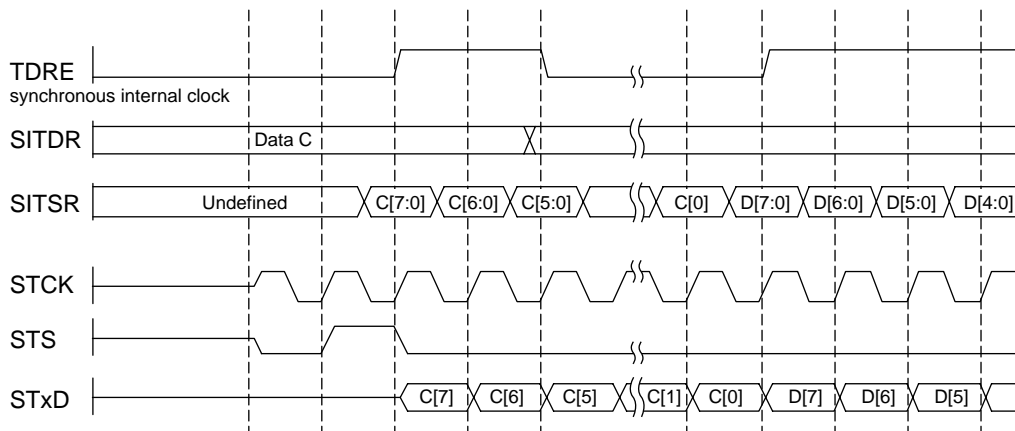 TDRE
synchronous internal clock
SITDR Data C
SITSR Undefined C[7:0] C[6:0] C[5:0] C[0] D[7:0] D[6:0] D[5:0] D[4:0]
STCK
STS
STxD C[7] C[6] C[5] C[1] C[0] D[7] D[6] D[5]